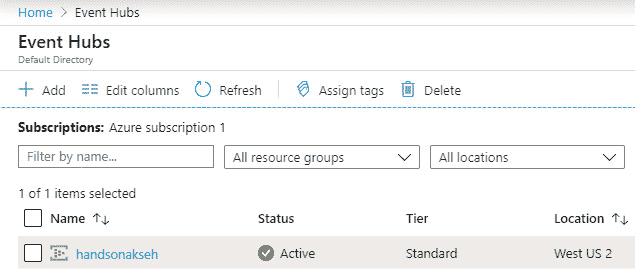 Home > Event Hubs
Event Hubs
Default Directory
+ Add Edit columns Refresh Assign tags Delete
Subscriptions: Azure subscription 1
Filter by name... All resource groups All locations
1 of 1 items selected
Name ↑↓ Status Tier Location ↑↓
handsonakseh Active Standard West US 2